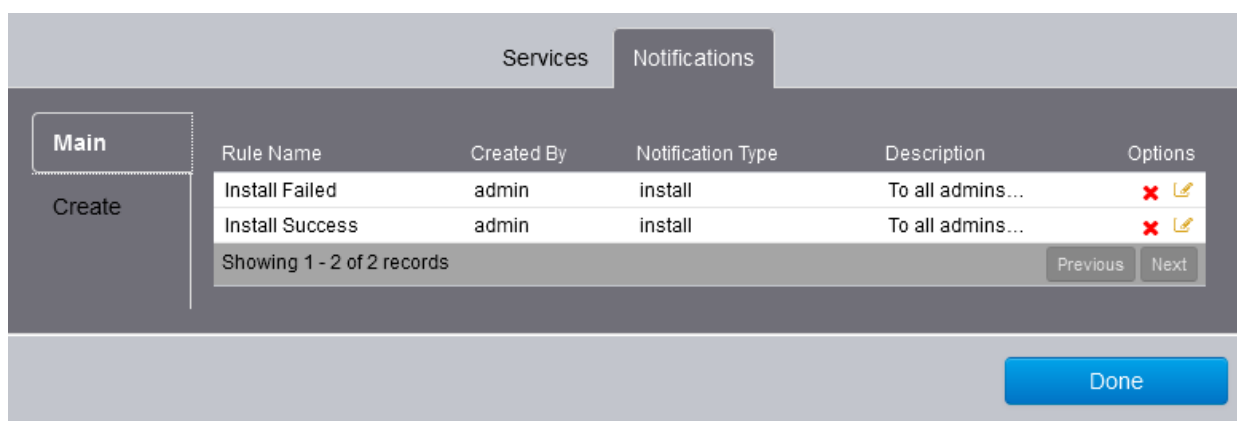 Services Notifications
Main
Create
Rule Name Created By Notification Type Description Options
Install Failed admin install To all admins...
Install Success admin install To all admins...
Showing 1 - 2 of 2 records Previous Next
Done